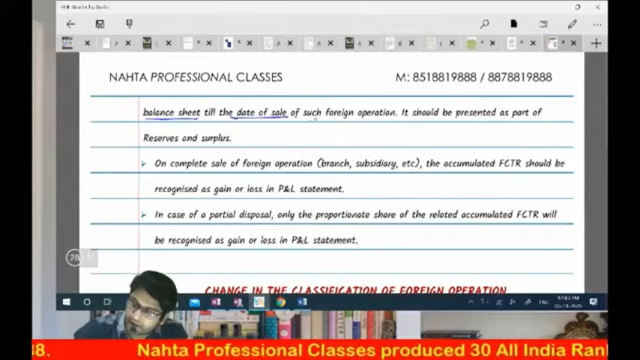 NAHTA PROFESSIONAL CLASSES M: 8518819888 / 8878819888
balance sheet till the date of sale of such foreign operation. It should be presented as part of
Reserves and surplus.
On complete sale of foreign operation (branch, subsidiary, etc), the accumulated FCTR should be
recognised as gain or loss in P&L statement.
In case of a partial disposal, only the proportionate share of the related accumulated FCTR will
be recognised as gain or loss in P&L statement.
CHANGE IN THE CLASSIFICATION OF FOREIGN OPERATION
38. Nahta Professional Classes produced 30 All India Ran